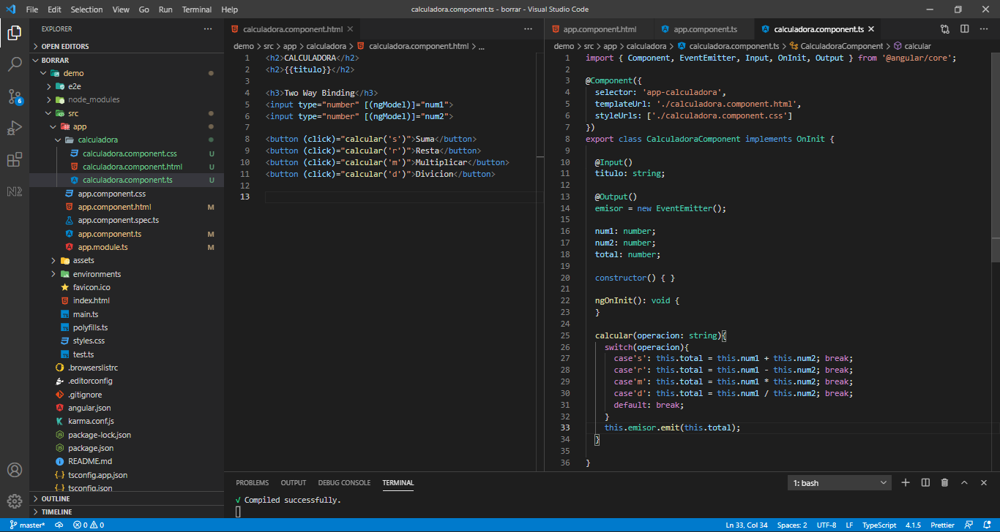 File Edit Selection View Go Run Terminal Help
calculadora.component.ts - borrar - Visual Studio Code
EXPLORER
OPEN EDITORS
BORRAR
demo
e2e
node_modules
src
app
calculadora
calculadora.component.css U
calculadora.component.html U
calculadora.component.ts U
app.component.css
app.component.html M
app.component.spec.ts
app.component.ts M
app.module.ts M
assets
environments
favicon.ico
index.html
main.ts
polyfills.ts
styles.css
test.ts
.browserslistrc
.editorconfig
.gitignore
angular.json
karma.conf.js
package-lock.json
package.json
README.md
tsconfig.app.json
tsconfig.json
OUTLINE
TIMELINE
6
N2
calculadora.component.html
demo > src > app > calculadora > calculadora.component.html > ...
1 <h2>CALCULADORA</h2>
2 <h2>{{titulo}}</h2>
3
4 <h3>Two Way Binding</h3>
5 <input type="number" [(ngModel)]="num1">
6 <input type="number" [(ngModel)]="num2">
7
8 <button (click)="calcular('s')">Suma</button>
9 <button (click)="calcular('r')">Resta</button>
10 <button (click)="calcular('m')">Multiplicar</button>
11 <button (click)="calcular('d')">Divicion</button>
12
13
app.component.html app.component.ts calculadora.component.ts
demo > src > app > calculadora > calculadora.component.ts > CalculadoraComponent > calcular
1 import { Component, EventEmitter, Input, OnInit, Output } from '@angular/core';
2
3 @Component({
4 selector: 'app-calculadora',
5 templateUrl: './calculadora.component.html',
6 styleUrls: ['./calculadora.component.css']
7 })
8 export class CalculadoraComponent implements OnInit {
9
10 @Input()
11 titulo: string;
12
13 @Output()
14 emisor = new EventEmitter();
15
16 num1: number;
17 num2: number;
18 total: number;
19
20 constructor() { }
21
22 ngOnInit(): void {
23 }
24
25 calcular(operacion: string){
26 switch(operacion){
27 case's': this.total = this.num1 + this.num2; break;
28 case'r': this.total = this.num1 - this.num2; break;
29 case'm': this.total = this.num1 * this.num2; break;
30 case'd': this.total = this.num1 / this.num2; break;
31 default: break;
32 }
33 this.emisor.emit(this.total);
34 }
35
36 }
PROBLEMS OUTPUT DEBUG CONSOLE TERMINAL
1: bash
√ Compiled successfully.
master* 0 0
Ln 33, Col 34 Spaces: 2 UTF-8 LF TypeScript 4.1.5 Prettier